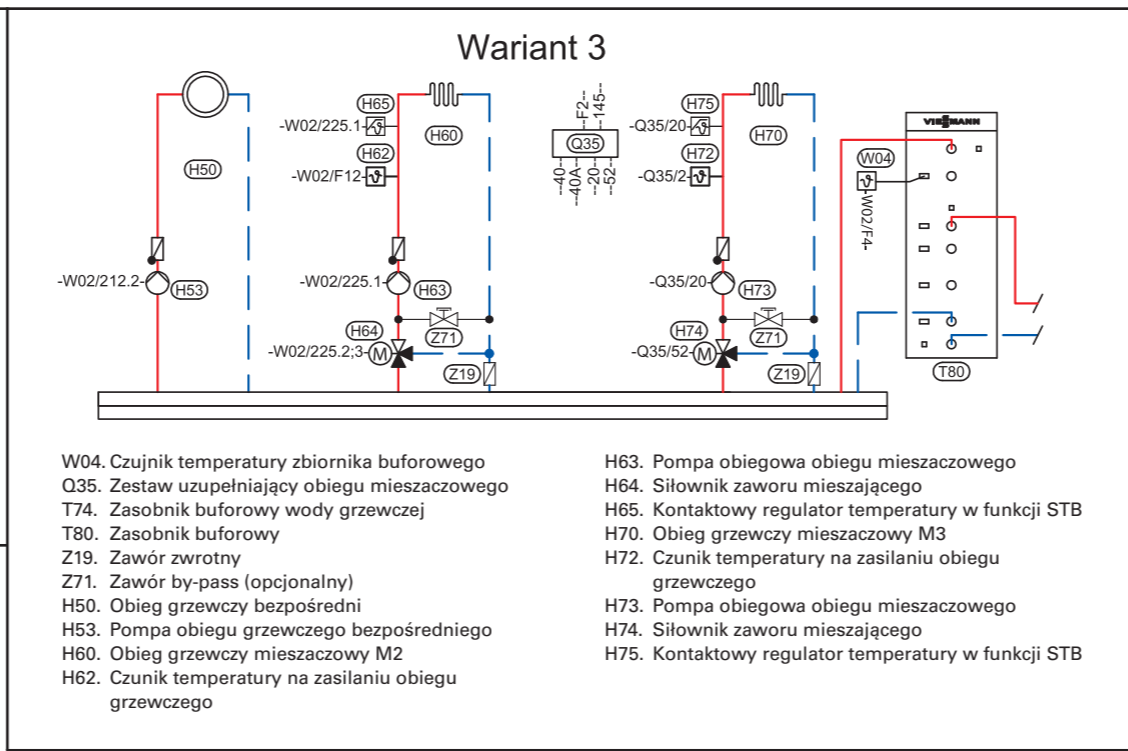 Wariant 3
H65
-W02/225.1-
H60
H62
-W02/F12-
H50
-W02/212.2-
H53
-W02/225.1-
H63
H64
Z71
-W02/225.2;3-
M
Z19
--F2--
--145--
Q35
--40--
--40A--
--20--
--52--
H75
-Q35/20-
H70
H72
-Q35/2-
-Q35/20-
H73
H74
Z71
-Q35/52-
M
Z19
VIESMANN
W04
-W02/F4-
T80
W04. Czujnik temperatury zbiornika buforowego
Q35. Zestaw uzupełniający obiegu mieszaczowego
T74. Zasobnik buforowy wody grzewczej
T80. Zasobnik buforowy
Z19. Zawór zwrotny
Z71. Zawór by-pass (opcjonalny)
H50. Obieg grzewczy bezpośredni
H53. Pompa obiegu grzewczego bezpośredniego
H60. Obieg grzewczy mieszaczowy M2
H62. Czunik temperatury na zasilaniu obiegu
grzewczego
H63. Pompa obiegowa obiegu mieszaczowego
H64. Siłownik zaworu mieszającego
H65. Kontaktowy regulator temperatury w funkcji STB
H70. Obieg grzewczy mieszaczowy M3
H72. Czunik temperatury na zasilaniu obiegu
grzewczego
H73. Pompa obiegowa obiegu mieszaczowego
H74. Siłownik zaworu mieszającego
H75. Kontaktowy regulator temperatury w funkcji STB